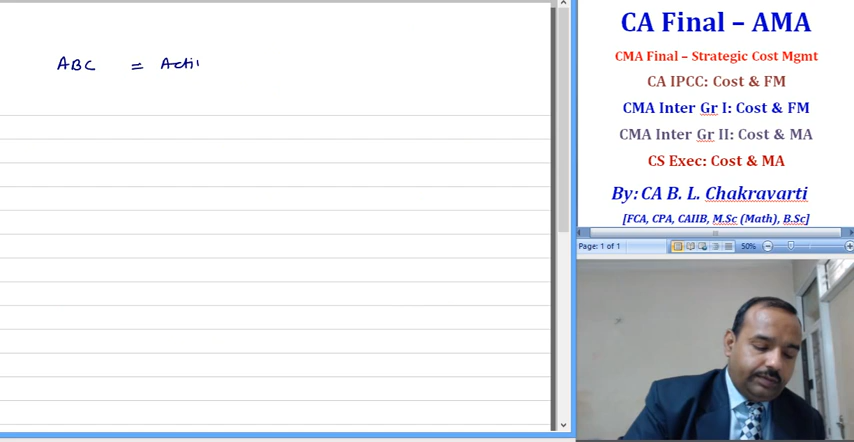 ABC = Acti
CA Final – AMA
CMA Final – Strategic Cost Mgmt
CA IPCC: Cost & FM
CMA Inter Gr I: Cost & FM
CMA Inter Gr II: Cost & MA
CS Exec: Cost & MA
By: CA B. L. Chakravarti
[FCA, CPA, CAIIB, M.Sc (Math), B.Sc]
Page: 1 of 1 50%